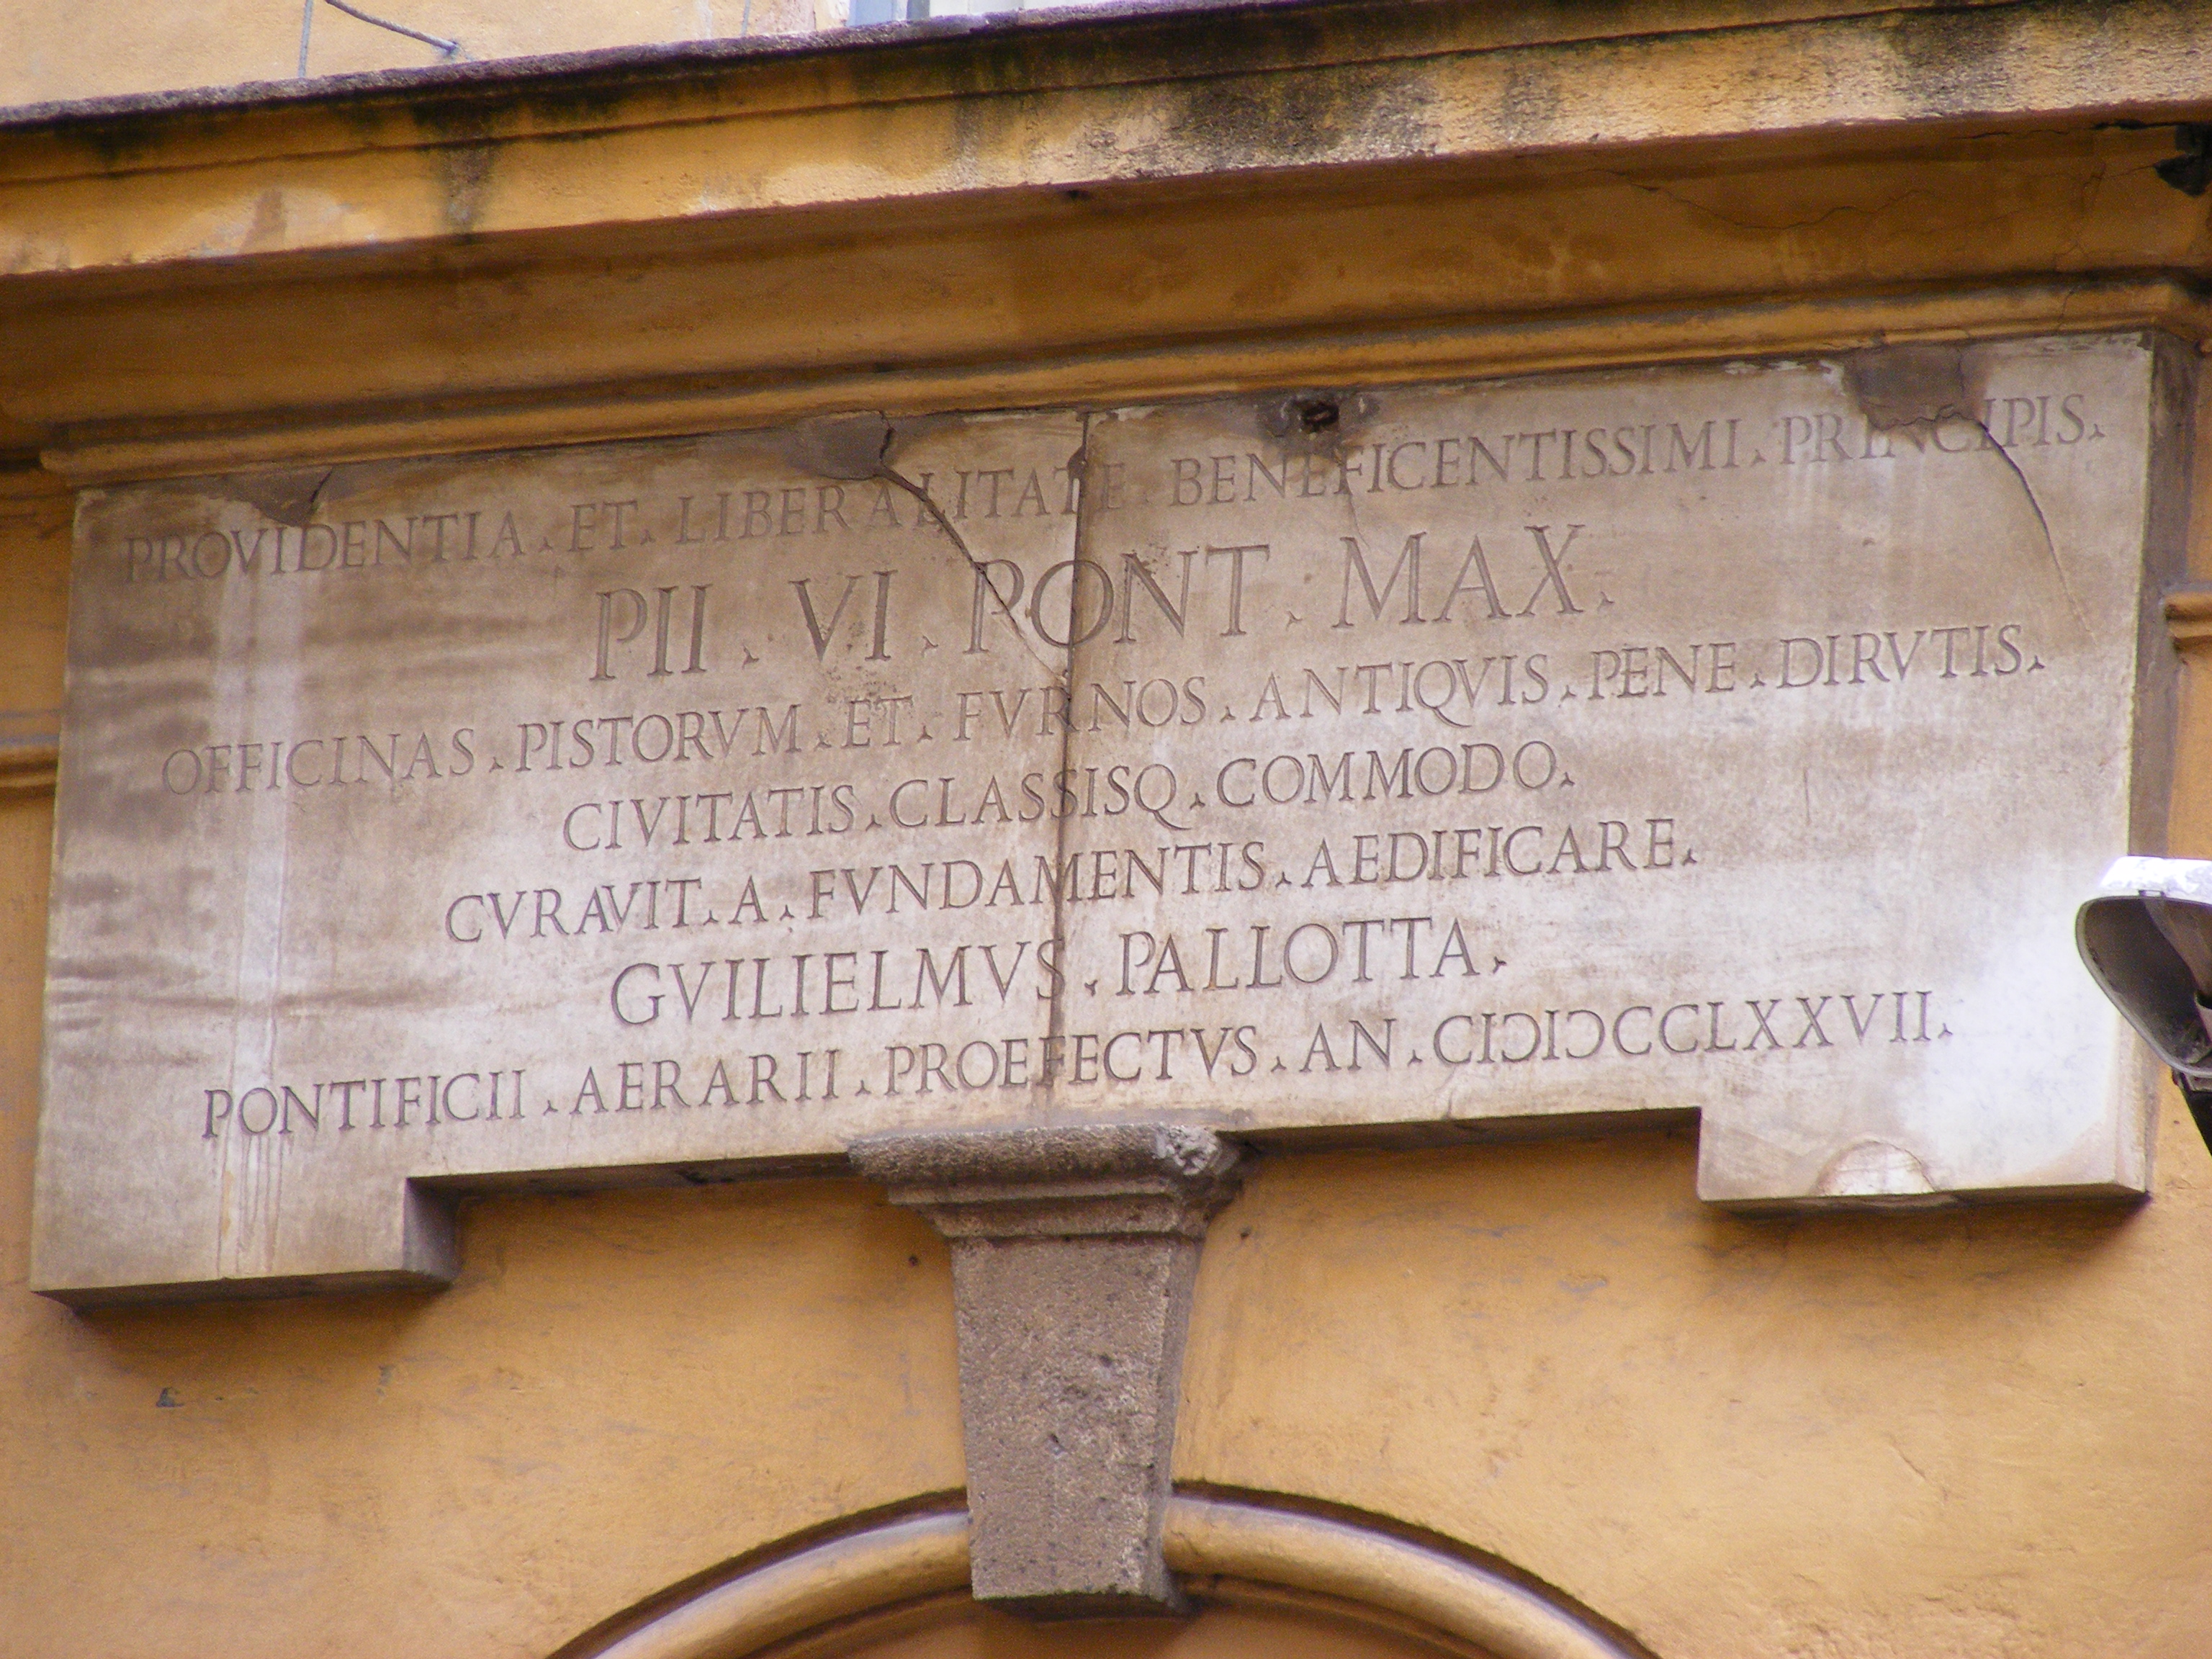 PROVIDENTIA . ET . LIBERALITATE . BENEFICENTISSIMI . PRINCIPIS .
PII . VI . PONT . MAX .
OFFICINAS . PISTORVM . ET . FVRNOS . ANTIQVIS . PENE . DIRVTIS .
CIVITATIS . CLASSISQ . COMMODO .
CVRAVIT . A . FVNDAMENTIS . AEDIFICARE .
GVILIELMVS . PALLOTTA .
PONTIFICII . AERARII . PROEFECTVS . AN . CIↃIↃCCLXXVII .